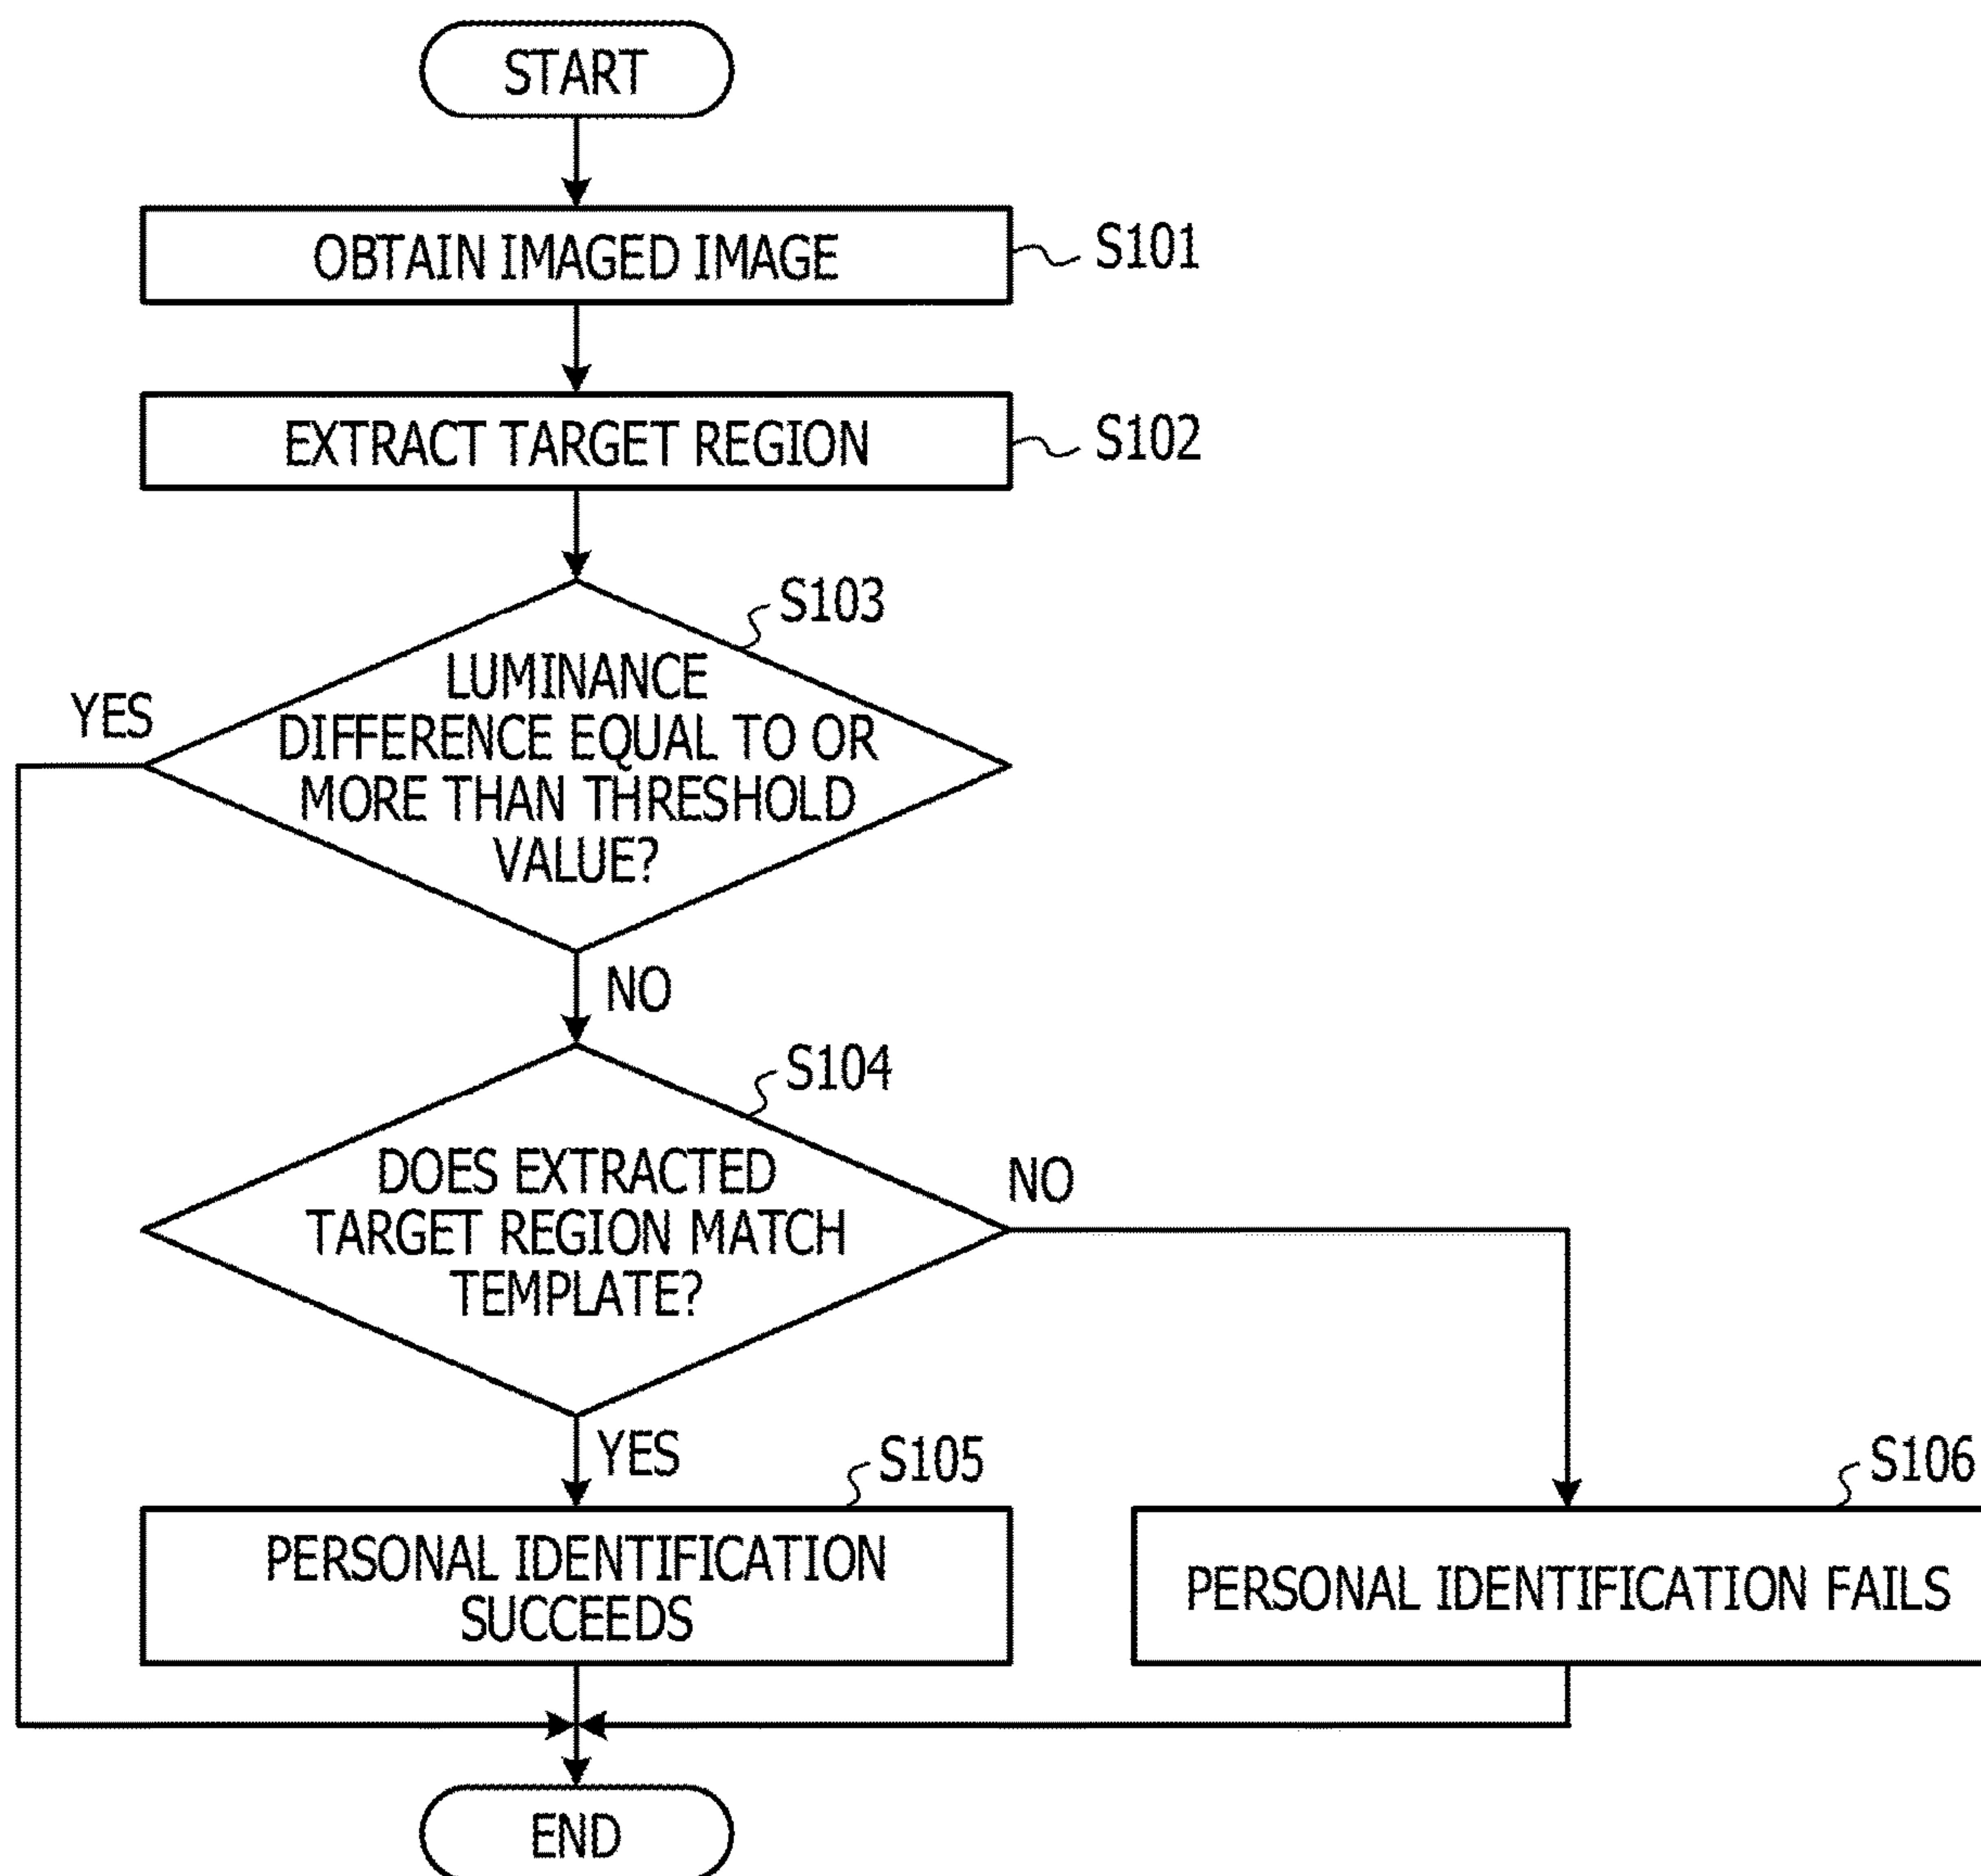 START
OBTAIN IMAGED IMAGE
S101
EXTRACT TARGET REGION
S102
S103
LUMINANCE
DIFFERENCE EQUAL TO OR
MORE THAN THRESHOLD
VALUE?
YES
NO
S104
DOES EXTRACTED
TARGET REGION MATCH
TEMPLATE?
NO
YES
S105
PERSONAL IDENTIFICATION
SUCCEEDS
S106
PERSONAL IDENTIFICATION FAILS
END